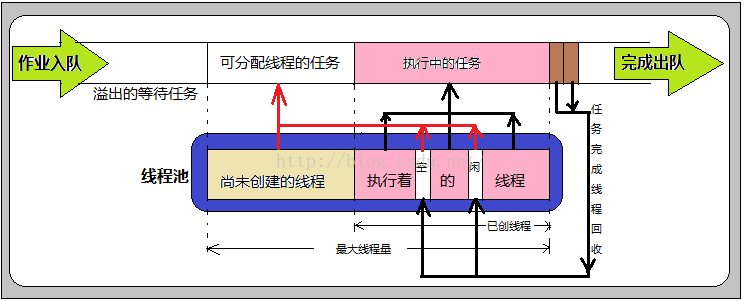 作业入队
可分配线程的任务
执行中的任务
完成出队
溢出的等待任务
http://blog.csdn.net/
线程池
尚未创建的线程
执行着
空
的
闲
线程
任务完成线程回收
已创线程
最大线程量